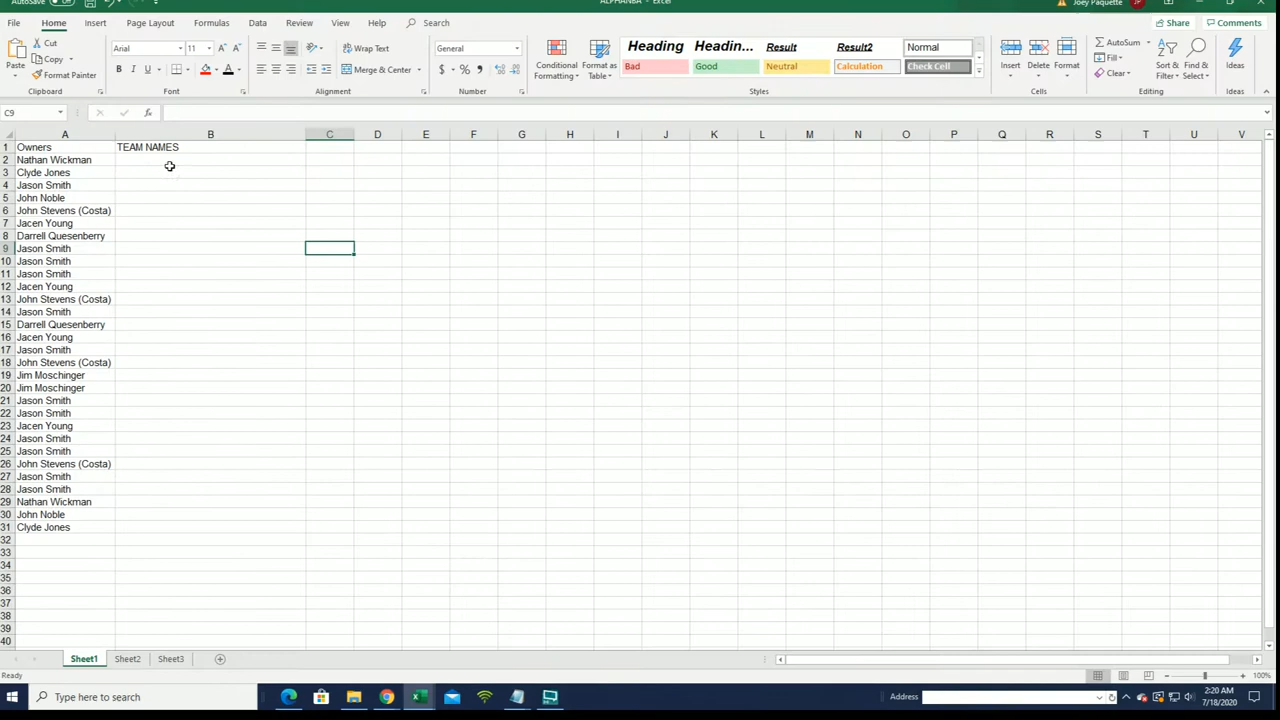 AutoSave Off ALPHANBA - Excel Joey Paquette JP
File Home Insert Page Layout Formulas Data Review View Help Search Share Comments
Paste Cut Copy Format Painter Clipboard
Arial 11 A A B I U A Font
Wrap Text Merge & Center Alignment
General $ % , Number
Conditional Formatting Format as Table
Heading Headin... Result Result2 Normal
Bad Good Neutral Calculation Check Cell
Styles
Insert Delete Format Cells
AutoSum Fill Clear Sort & Filter Find & Select Editing
Ideas Ideas
C9 fx
A B C D E F G H I J K L M N O P Q R S T U V
1 Owners TEAM NAMES
2 Nathan Wickman
3 Clyde Jones
4 Jason Smith
5 John Noble
6 John Stevens (Costa)
7 Jacen Young
8 Darrell Quesenberry
9 Jason Smith
10 Jason Smith
11 Jason Smith
12 Jacen Young
13 John Stevens (Costa)
14 Jason Smith
15 Darrell Quesenberry
16 Jacen Young
17 Jason Smith
18 John Stevens (Costa)
19 Jim Moschinger
20 Jim Moschinger
21 Jason Smith
22 Jason Smith
23 Jacen Young
24 Jason Smith
25 Jason Smith
26 John Stevens (Costa)
27 Jason Smith
28 Jason Smith
29 Nathan Wickman
30 John Noble
31 Clyde Jones
32
33
34
35
36
37
38
39
40
Sheet1 Sheet2 Sheet3
Ready 100%
Type here to search Address 2:20 AM
7/18/2020